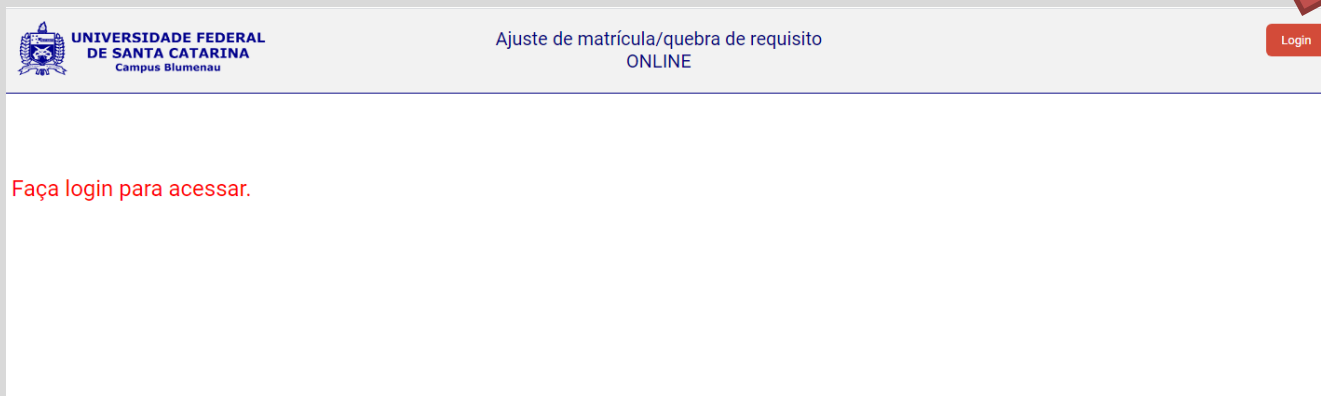 UNIVERSIDADE FEDERAL
DE SANTA CATARINA
Campus Blumenau
Ajuste de matrícula/quebra de requisito
ONLINE
Login
Faça login para acessar.